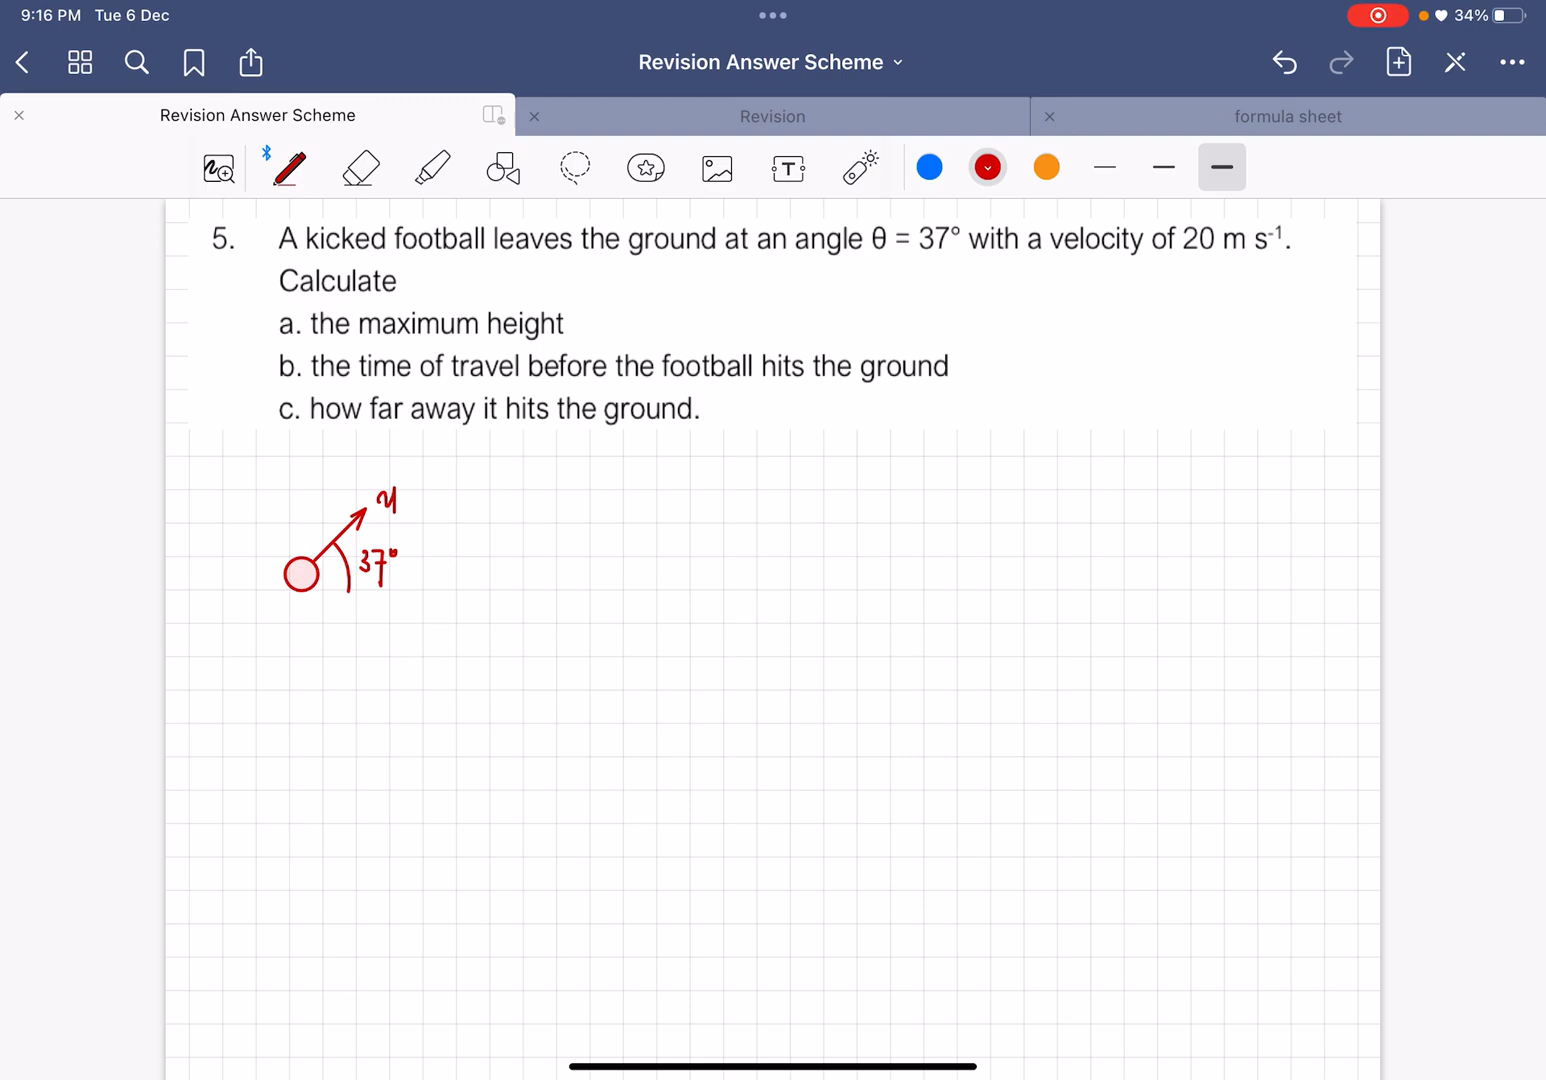 9:16 PM Tue 6 Dec
34%
Revision Answer Scheme
Revision Answer Scheme
Revision
formula sheet
T
5. A kicked football leaves the ground at an angle θ = 37° with a velocity of 20 m s⁻¹.
Calculate
a. the maximum height
b. the time of travel before the football hits the ground
c. how far away it hits the ground.
u
37°